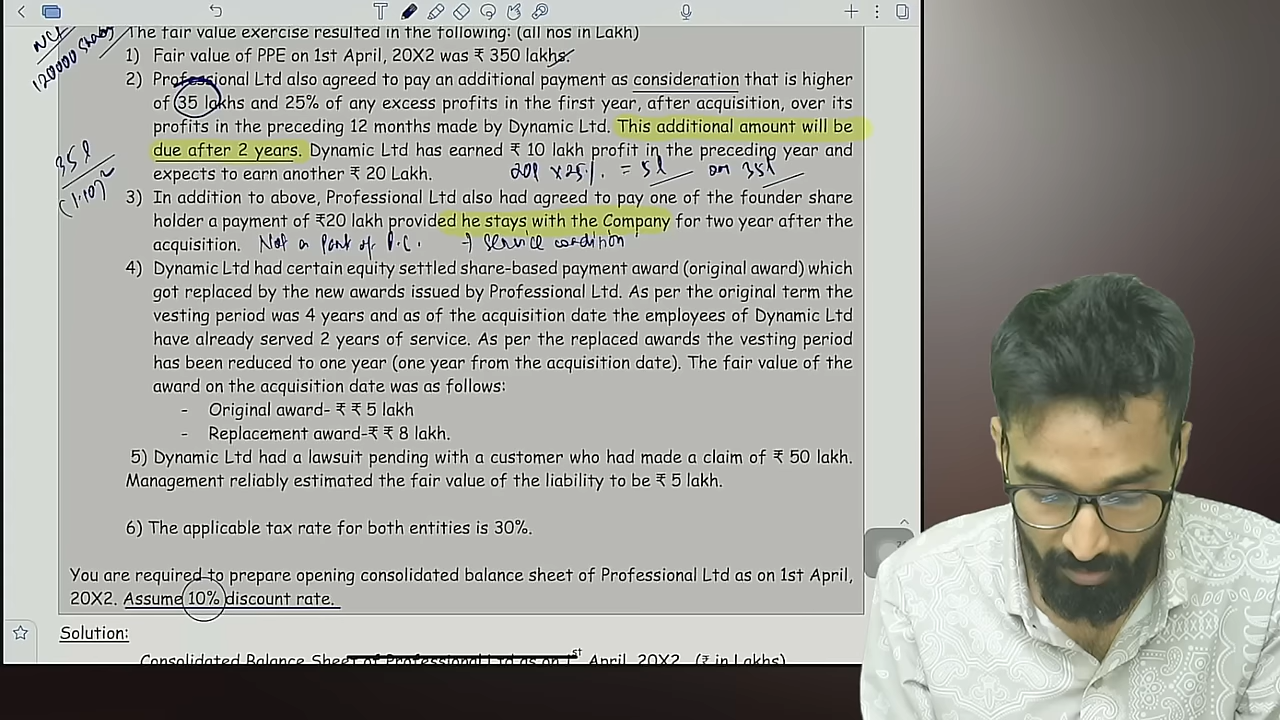 NCI
120000 shares
The fair value exercise resulted in the following: (all nos in Lakh)
1) Fair value of PPE on 1st April, 20X2 was ₹ 350 lakhs.
2) Professional Ltd also agreed to pay an additional payment as consideration that is higher
of 35 lakhs and 25% of any excess profits in the first year, after acquisition, over its
profits in the preceding 12 months made by Dynamic Ltd. This additional amount will be
due after 2 years. Dynamic Ltd has earned ₹ 10 lakh profit in the preceding year and
expects to earn another ₹ 20 Lakh.
20l x 25% = 5l or 35l
35l
(1.10)²
3) In addition to above, Professional Ltd also had agreed to pay one of the founder share
holder a payment of ₹20 lakh provided he stays with the Company for two year after the
acquisition. Not a part of P.C. → Service condition
4) Dynamic Ltd had certain equity settled share-based payment award (original award) which
got replaced by the new awards issued by Professional Ltd. As per the original term the
vesting period was 4 years and as of the acquisition date the employees of Dynamic Ltd
have already served 2 years of service. As per the replaced awards the vesting period
has been reduced to one year (one year from the acquisition date). The fair value of the
award on the acquisition date was as follows:
- Original award- ₹ ₹ 5 lakh
- Replacement award-₹ ₹ 8 lakh.
5) Dynamic Ltd had a lawsuit pending with a customer who had made a claim of ₹ 50 lakh.
Management reliably estimated the fair value of the liability to be ₹ 5 lakh.
6) The applicable tax rate for both entities is 30%.
You are required to prepare opening consolidated balance sheet of Professional Ltd as on 1st April,
20X2. Assume 10% discount rate.
Solution:
Consolidated Balance Sheet of Professional Ltd as on 1st April, 20X2 (₹ in Lakhs)